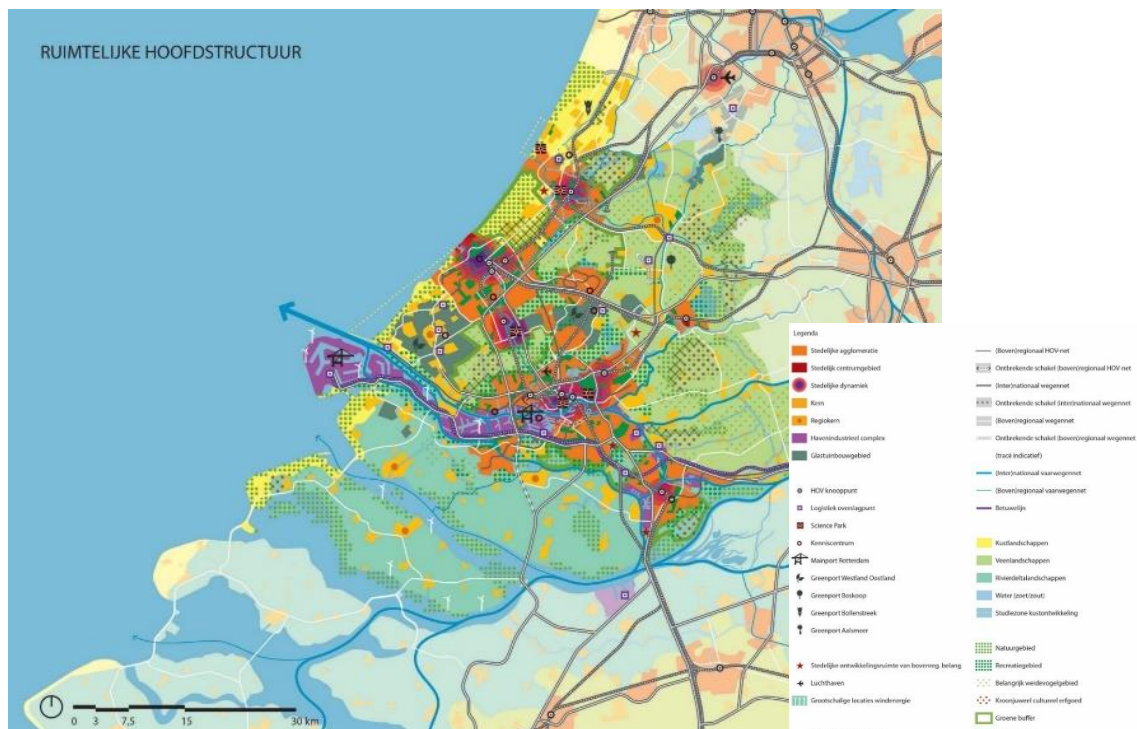 RUIMTELIJKE HOOFDSTRUCTUUR
0 3 7,5 15 30 km
Legenda
Stedelijke agglomeratie
Stedelijk centrumgebied
Stedelijke dynamiek
Kern
Regiokern
Havenindustrieel complex
Glastuinbouwgebied
HOV knooppunt
Logistiek overslagpunt
Science Park
Kenniscentrum
Mainport Rotterdam
Greenport Westland Oostland
Greenport Boskoop
Greenport Bollenstreek
Greenport Aalsmeer
Stedelijke ontwikkelingsruimte van bovenreg. belang
Luchthaven
Grootschalige locaties windenergie
(Boven)regionaal HOV-net
Ontbrekende schakel (boven)regionaal HOV-net
(Inter)nationaal wegennet
Ontbrekende schakel (inter)nationaal wegennet
(Boven)regionaal wegennet
Ontbrekende schakel (boven)regionaal wegennet
(tracé indicatief)
(Inter)nationaal vaarwegennet
(Boven)regionaal vaarwegennet
Betuwelijn
Kustlandschappen
Veenlandschappen
Rivierdeltalandschappen
Water (zoet/zout)
Studiezone kustontwikkeling
Natuurgebied
Recreatiegebied
Belangrijk weidevogelgebied
Kroonjuweel cultureel erfgoed
Groene buffer